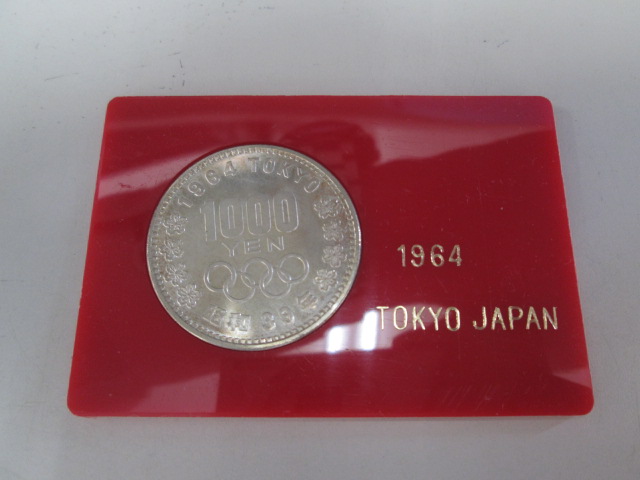 1964 TOKYO
1000
YEN
昭和39年
1964
TOKYO JAPAN